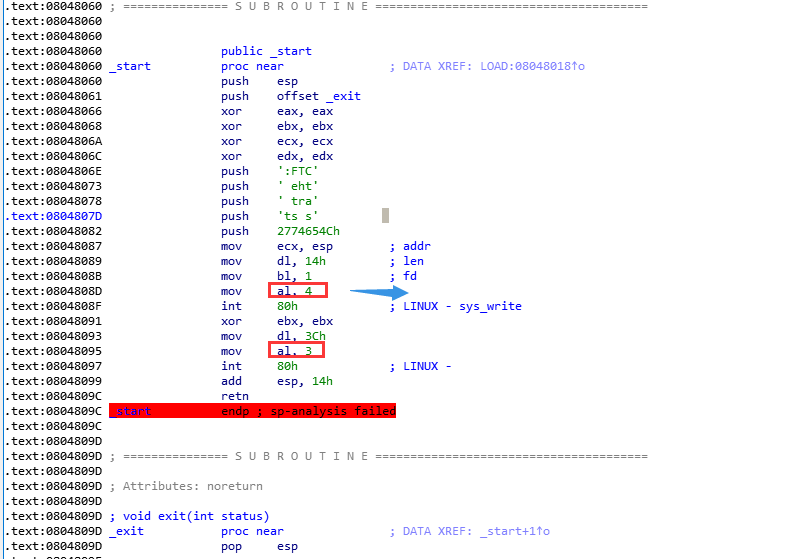 .text:08048060 ; =============== S U B R O U T I N E =======================================
.text:08048060
.text:08048060
.text:08048060 public _start
.text:08048060 _start proc near ; DATA XREF: LOAD:08048018↑o
.text:08048060 push esp
.text:08048061 push offset _exit
.text:08048066 xor eax, eax
.text:08048068 xor ebx, ebx
.text:0804806A xor ecx, ecx
.text:0804806C xor edx, edx
.text:0804806E push ':FTC'
.text:08048073 push ' eht'
.text:08048078 push ' tra'
.text:0804807D push 'ts s'
.text:08048082 push 2774654Ch
.text:08048087 mov ecx, esp ; addr
.text:08048089 mov dl, 14h ; len
.text:0804808B mov bl, 1 ; fd
.text:0804808D mov al, 4
.text:0804808F int 80h ; LINUX - sys_write
.text:08048091 xor ebx, ebx
.text:08048093 mov dl, 3Ch
.text:08048095 mov al, 3
.text:08048097 int 80h ; LINUX -
.text:08048099 add esp, 14h
.text:0804809C retn
.text:0804809C _start endp ; sp-analysis failed
.text:0804809C
.text:0804809D
.text:0804809D ; =============== S U B R O U T I N E =======================================
.text:0804809D
.text:0804809D ; Attributes: noreturn
.text:0804809D
.text:0804809D ; void exit(int status)
.text:0804809D _exit proc near ; DATA XREF: _start+1↑o
.text:0804809D pop esp